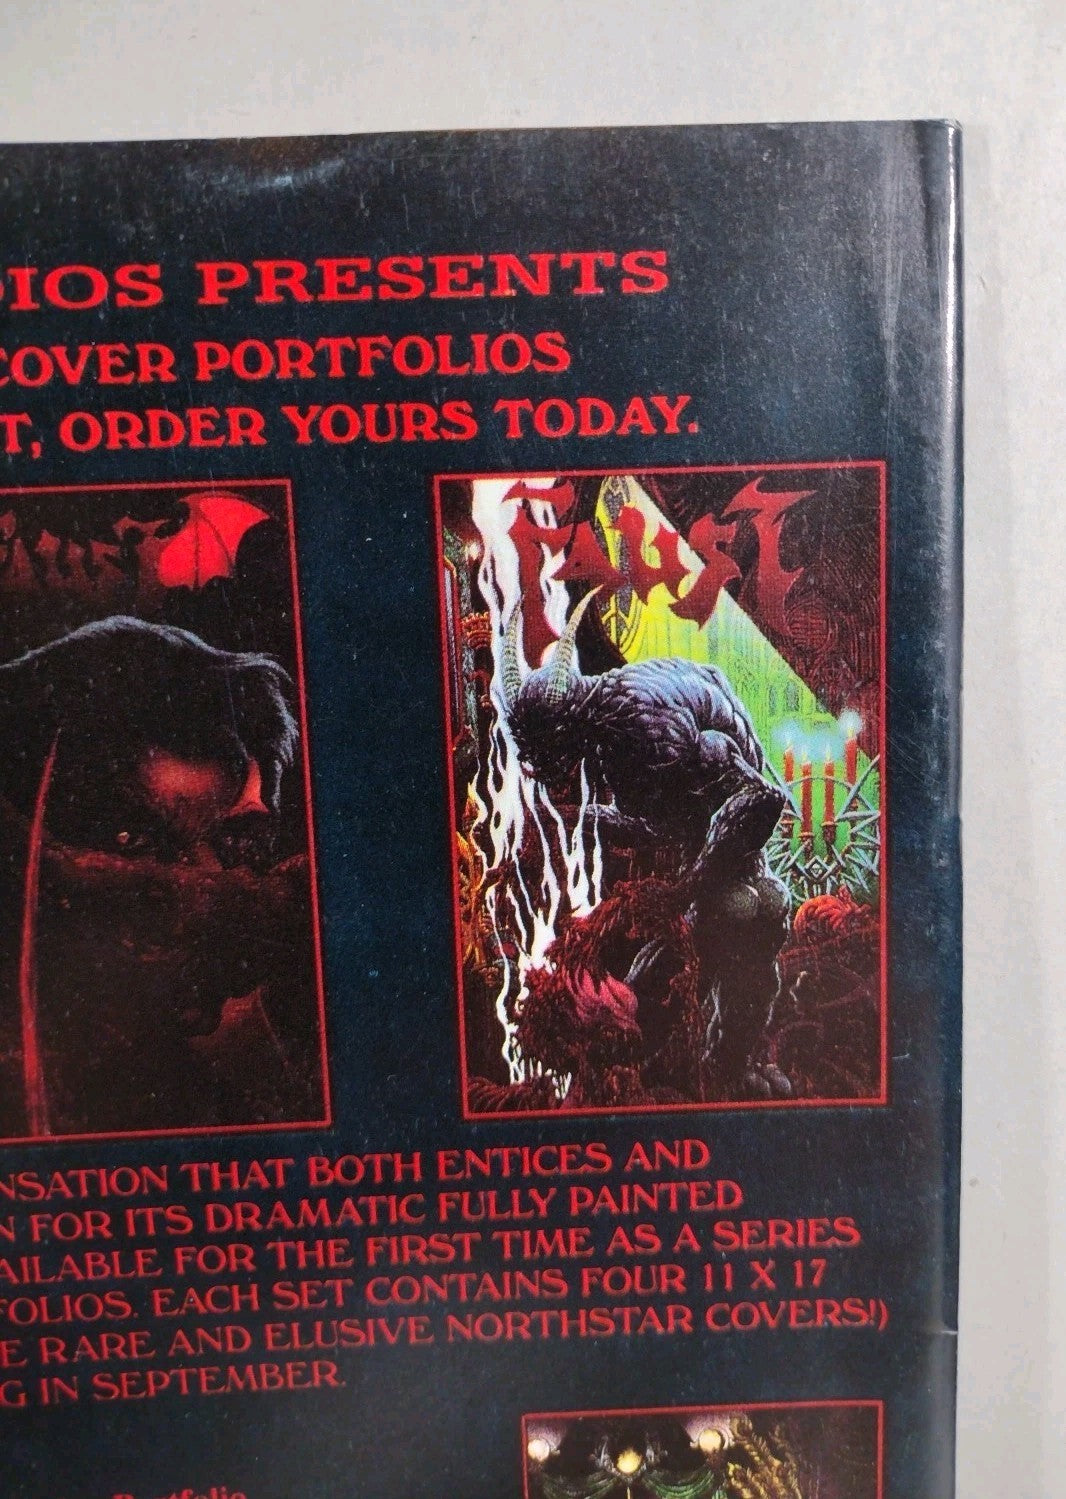 DIOS PRESENTS
COVER PORTFOLIOS
T, ORDER YOURS TODAY.
FAUST
FAUST
NSATION THAT BOTH ENTICES AND
N FOR ITS DRAMATIC FULLY PAINTED
AILABLE FOR THE FIRST TIME AS A SERIES
FOLIOS. EACH SET CONTAINS FOUR 11 X 17
E RARE AND ELUSIVE NORTHSTAR COVERS!)
G IN SEPTEMBER.
Portfolio